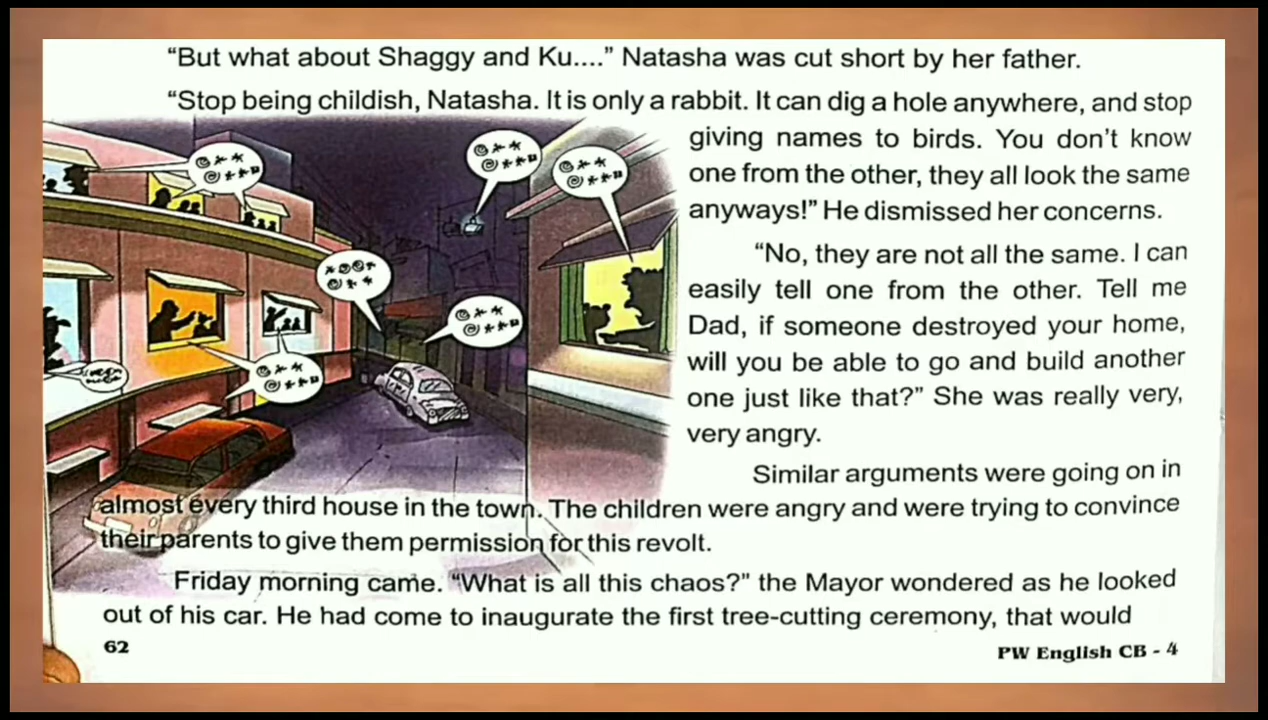 “But what about Shaggy and Ku....” Natasha was cut short by her father.
“Stop being childish, Natasha. It is only a rabbit. It can dig a hole anywhere, and stop
giving names to birds. You don’t know
one from the other, they all look the same
anyways!” He dismissed her concerns.
“No, they are not all the same. I can
easily tell one from the other. Tell me
Dad, if someone destroyed your home,
will you be able to go and build another
one just like that?” She was really very,
very angry.
Similar arguments were going on in
almost every third house in the town. The children were angry and were trying to convince
their parents to give them permission for this revolt.
Friday morning came. “What is all this chaos?” the Mayor wondered as he looked
out of his car. He had come to inaugurate the first tree-cutting ceremony, that would
62
PW English CB - 4